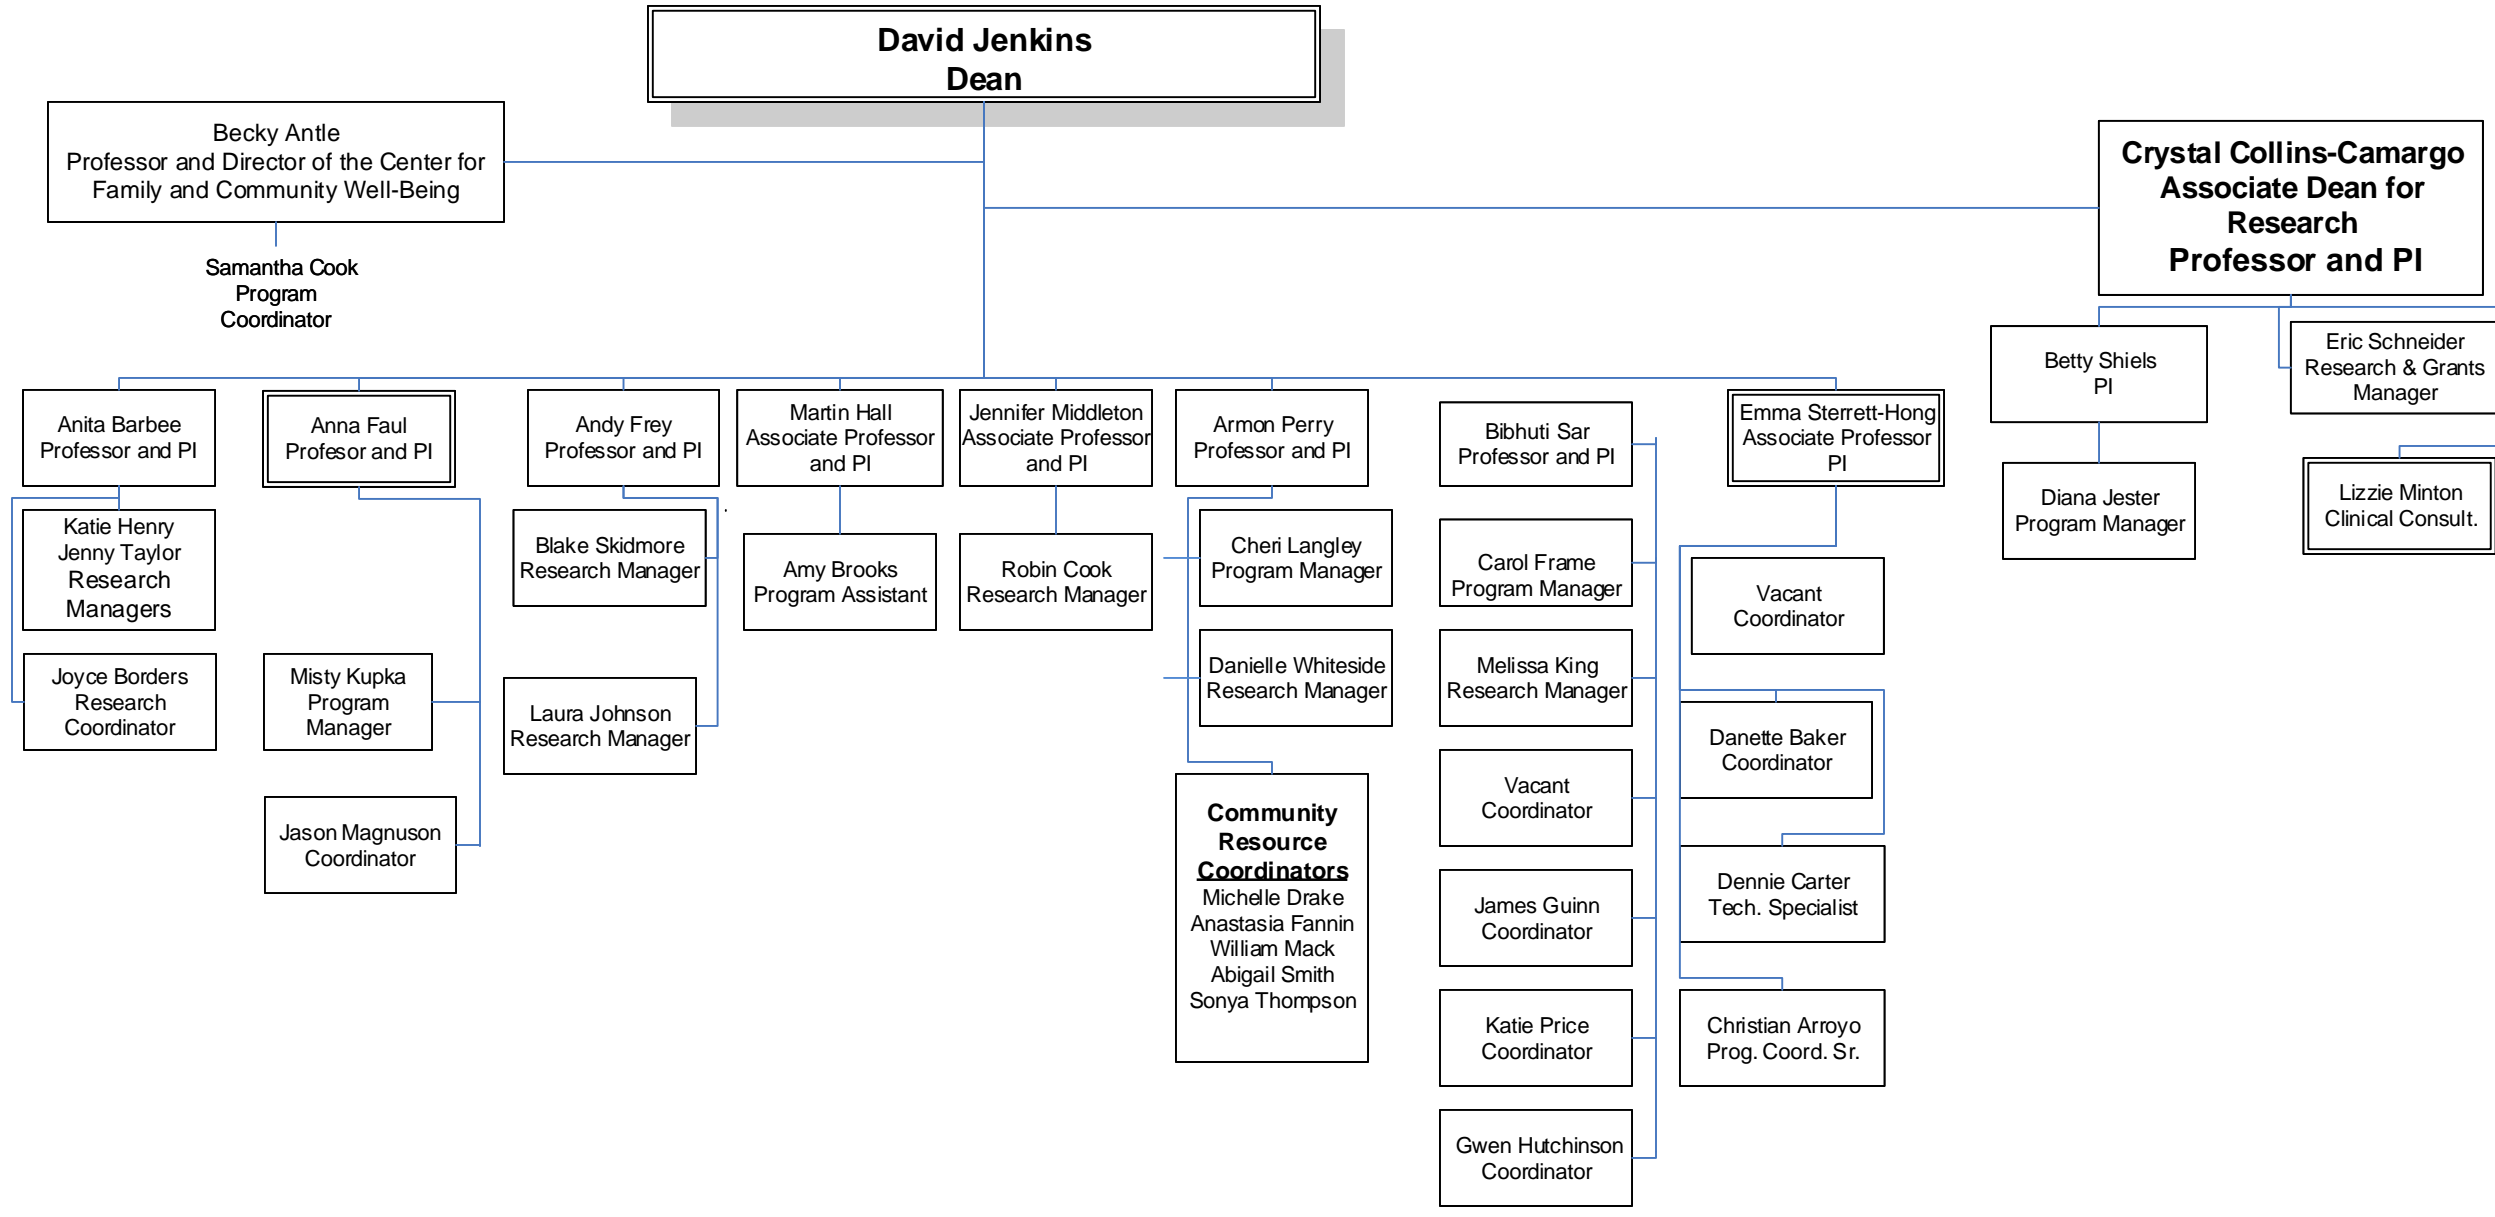 David Jenkins
Dean
Becky Antle
Professor and Director of the Center for
Family and Community Well-Being
Samantha Cook
Program
Coordinator
Crystal Collins-Camargo
Associate Dean for
Research
Professor and PI
Betty Shiels
PI
Eric Schneider
Research & Grants
Manager
Diana Jester
Program Manager
Lizzie Minton
Clinical Consult.
Anita Barbee
Professor and PI
Anna Faul
Profesor and PI
Andy Frey
Professor and PI
Martin Hall
Associate Professor
and PI
Jennifer Middleton
Associate Professor
and PI
Armon Perry
Professor and PI
Bibhuti Sar
Professor and PI
Emma Sterrett-Hong
Associate Professor
PI
Katie Henry
Jenny Taylor
Research
Managers
Joyce Borders
Research
Coordinator
Misty Kupka
Program
Manager
Jason Magnuson
Coordinator
Blake Skidmore
Research Manager
Laura Johnson
Research Manager
Amy Brooks
Program Assistant
Robin Cook
Research Manager
Cheri Langley
Program Manager
Danielle Whiteside
Research Manager
Community
Resource
Coordinators
Michelle Drake
Anastasia Fannin
William Mack
Abigail Smith
Sonya Thompson
Carol Frame
Program Manager
Melissa King
Research Manager
Vacant
Coordinator
James Guinn
Coordinator
Katie Price
Coordinator
Gwen Hutchinson
Coordinator
Vacant
Coordinator
Danette Baker
Coordinator
Dennie Carter
Tech. Specialist
Christian Arroyo
Prog. Coord. Sr.